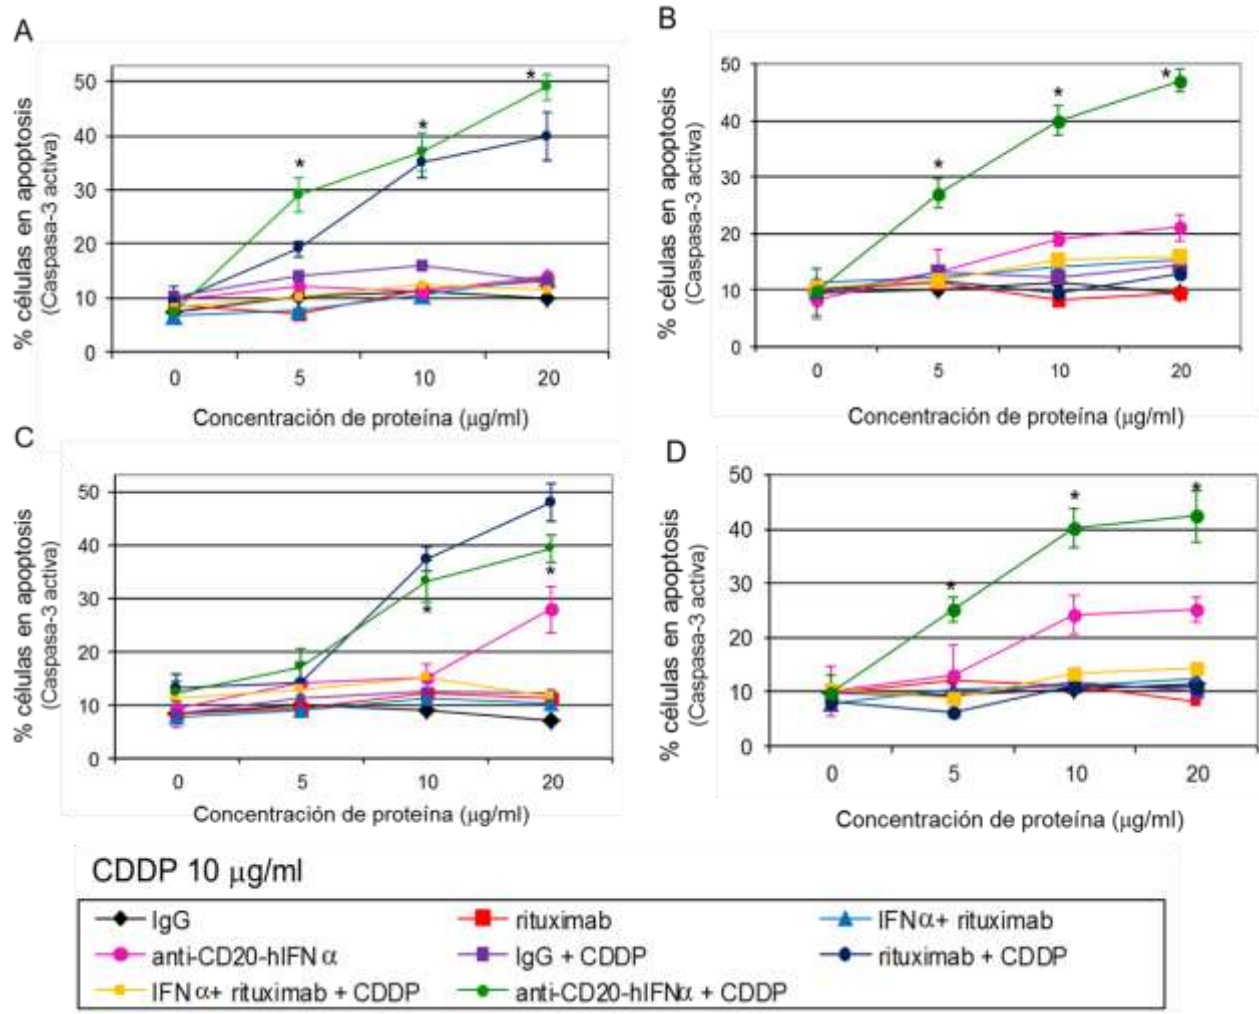 A
% células en apoptosis
(Caspasa-3 activa)
50
40
30
20
10
0
* * *
0 5 10 20
Concentración de proteína (μg/ml)
B
% células en apoptosis
(Caspasa-3 activa)
50
40
30
20
10
0
* * *
0 5 10 20
Concentración de proteína (μg/ml)
C
% células en apoptosis
(Caspasa-3 activa)
50
40
30
20
10
0
* *
0 5 10 20
Concentración de proteína (μg/ml)
D
% células en apoptosis
(Caspasa-3 activa)
50
40
30
20
10
0
* * *
0 5 10 20
Concentración de proteína (μg/ml)
CDDP 10 μg/ml
IgG rituximab IFNα+ rituximab
anti-CD20-hIFNα IgG + CDDP rituximab + CDDP
IFNα+ rituximab + CDDP anti-CD20-hIFNα + CDDP